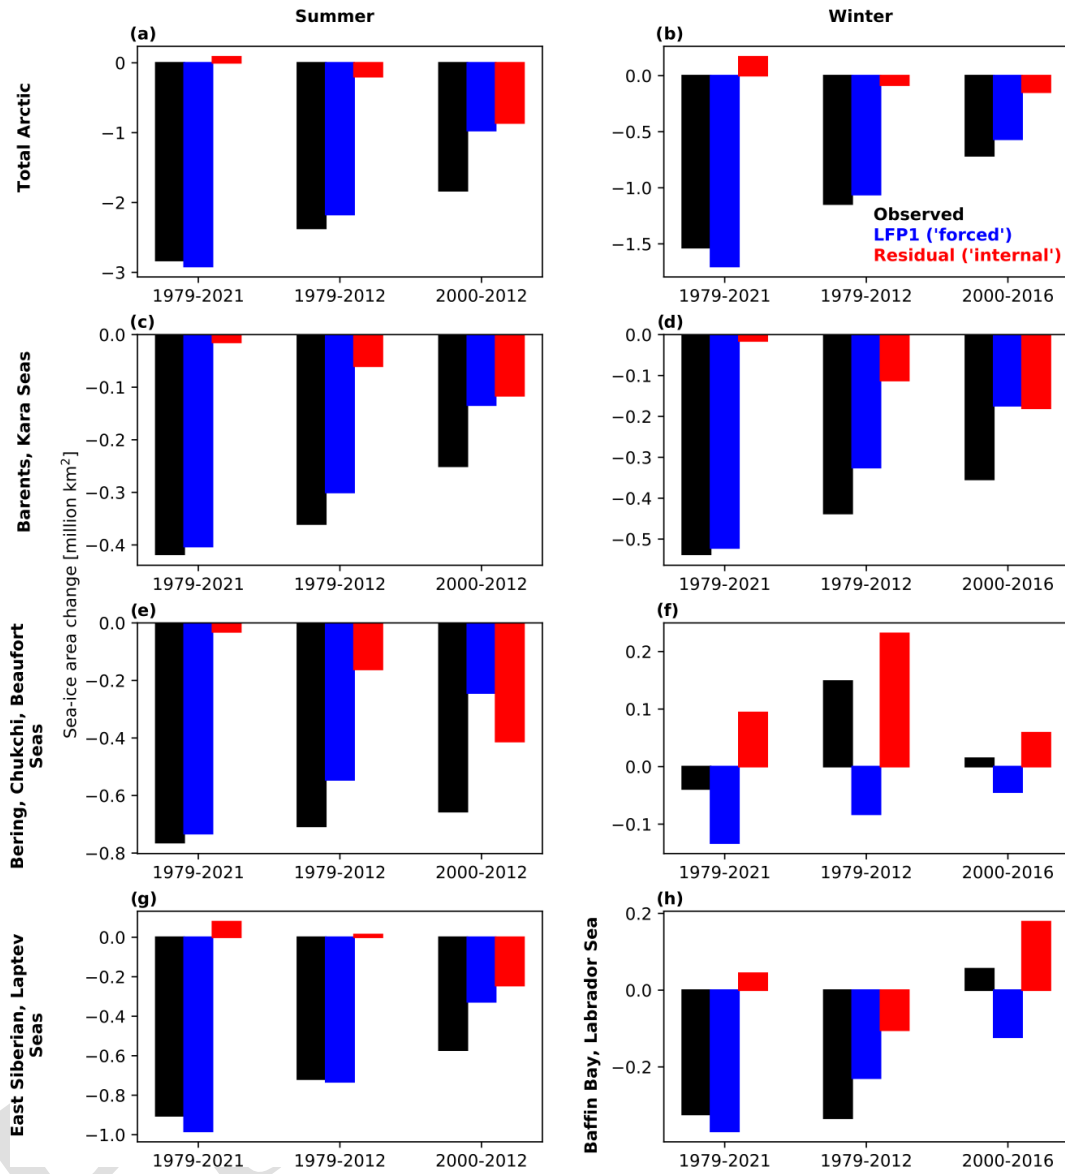 Summer
Winter
(a)
(b)
Total Arctic
0
−1
−2
−3
1979-2021
1979-2012
2000-2012
0.0
−0.5
−1.0
−1.5
Observed
LFP1 ('forced')
Residual ('internal')
1979-2021
1979-2012
2000-2016
(c)
(d)
Barents, Kara Seas
Sea-ice area change [million km²]
0.0
−0.1
−0.2
−0.3
−0.4
1979-2021
1979-2012
2000-2012
0.0
−0.1
−0.2
−0.3
−0.4
−0.5
1979-2021
1979-2012
2000-2016
(e)
(f)
Bering, Chukchi, Beaufort
Seas
0.0
−0.2
−0.4
−0.6
−0.8
1979-2021
1979-2012
2000-2012
0.2
0.1
0.0
−0.1
1979-2021
1979-2012
2000-2016
(g)
(h)
East Siberian, Laptev
Seas
0.0
−0.2
−0.4
−0.6
−0.8
−1.0
1979-2021
1979-2012
2000-2012
Baffin Bay, Labrador Sea
0.2
0.0
−0.2
1979-2021
1979-2012
2000-2016